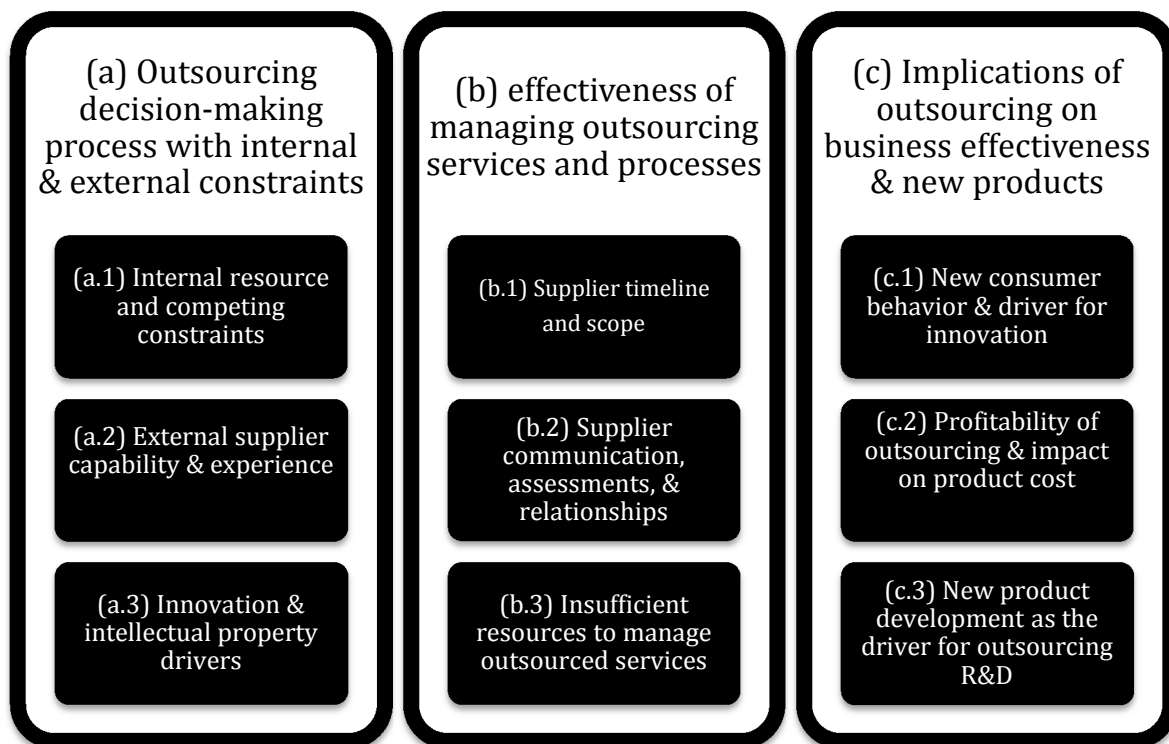 (a) Outsourcing
decision-making
process with internal
& external constraints
(a.1) Internal resource
and competing
constraints
(a.2) External supplier
capability & experience
(a.3) Innovation &
intellectual property
drivers
(b) effectiveness of
managing outsourcing
services and processes
(b.1) Supplier timeline
and scope
(b.2) Supplier
communication,
assessments, &
relationships
(b.3) Insufficient
resources to manage
outsourced services
(c) Implications of
outsourcing on
business effectiveness
& new products
(c.1) New consumer
behavior & driver for
innovation
(c.2) Profitability of
outsourcing & impact
on product cost
(c.3) New product
development as the
driver for outsourcing
R&D